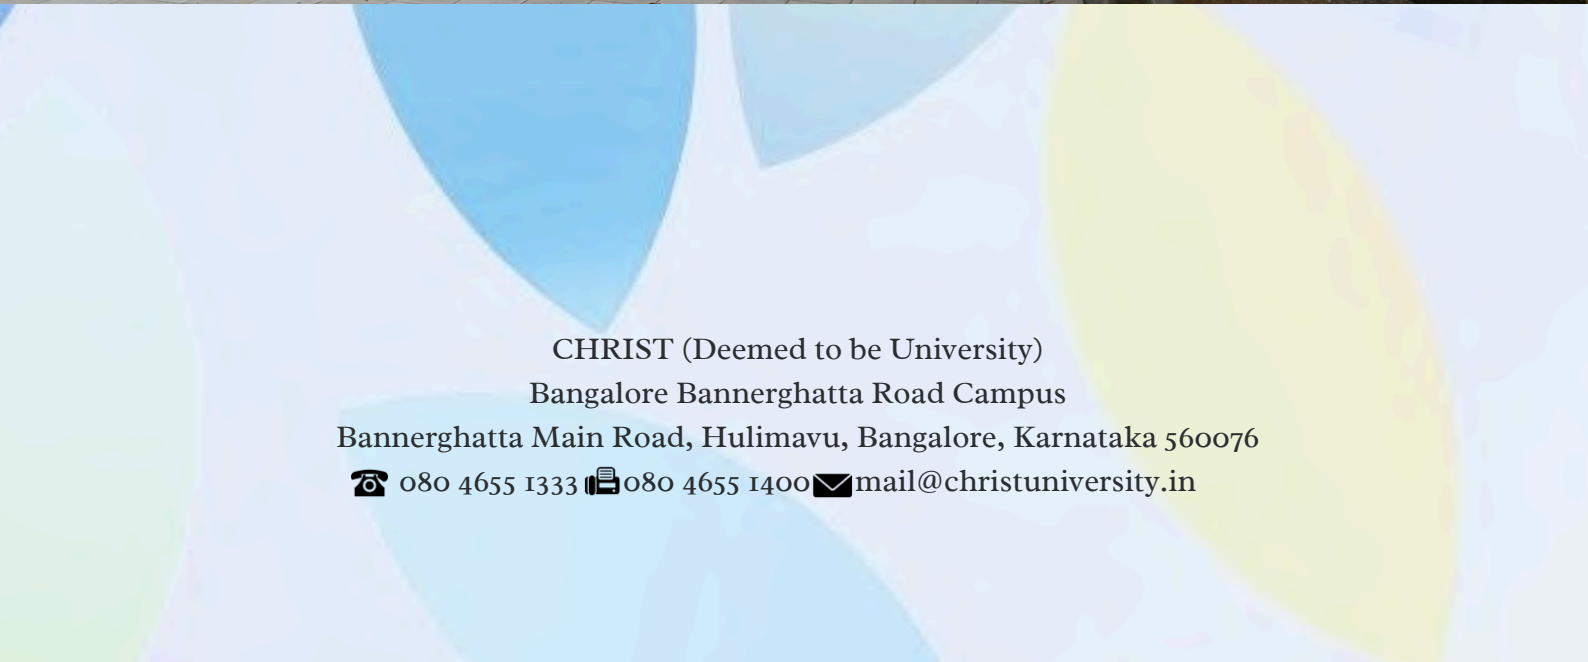 CHRIST (Deemed to be University)
Bangalore Bannerghatta Road Campus
Bannerghatta Main Road, Hulimavu, Bangalore, Karnataka 560076
080 4655 1333 080 4655 1400 mail@christuniversity.in